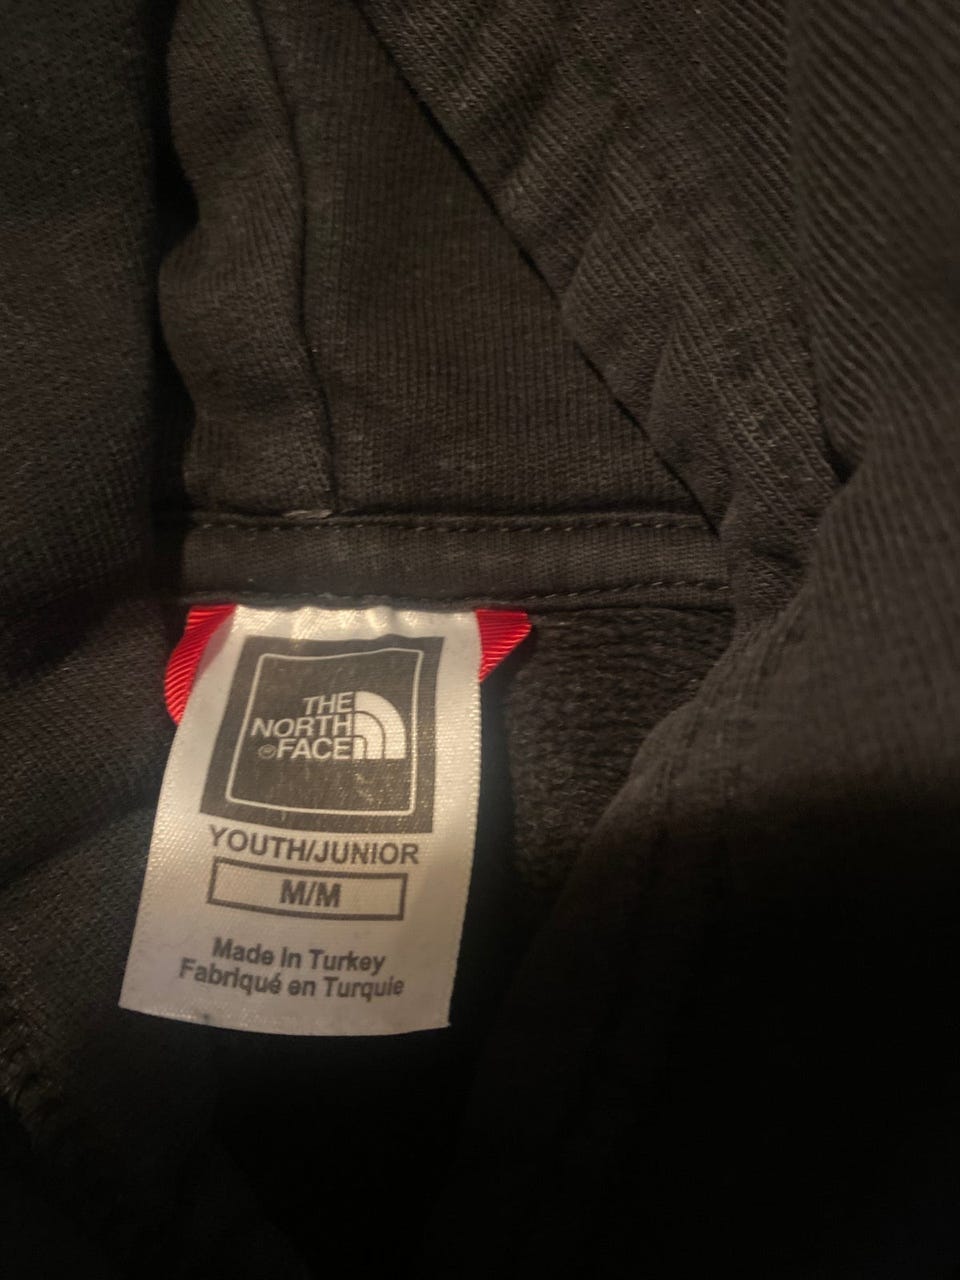 THE
NORTH
®FACE
YOUTH/JUNIOR
M/M
Made in Turkey
Fabriqué en Turquie